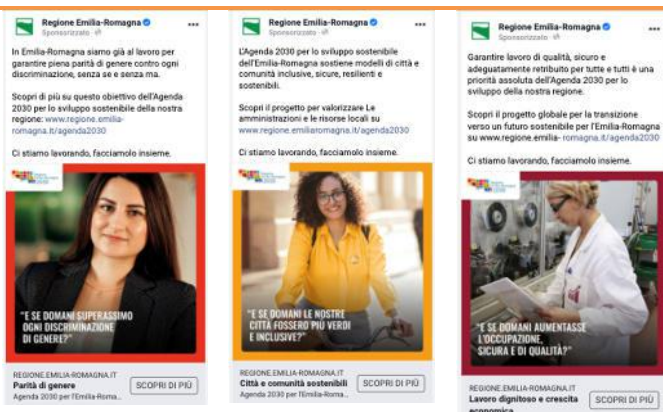 Regione Emilia-Romagna
Sponsorizzato
In Emilia-Romagna siamo già al lavoro per
garantire piena parità di genere contro ogni
discriminazione, senza se e senza ma.
Scopri di più su questo obiettivo dell'Agenda
2030 per lo sviluppo sostenibile della nostra
regione: www.regione.emilia-
romagna.it/agenda2030
Ci stiamo lavorando, facciamolo insieme.
"E SE DOMANI SUPERASSIMO
OGNI DISCRIMINAZIONE
DI GENERE?"
REGIONE.EMILIA-ROMAGNA.IT
Parità di genere
Agenda 2030 per l'Emilia-Roma...
SCOPRI DI PIÙ
Regione Emilia-Romagna
Sponsorizzato
L'Agenda 2030 per lo sviluppo sostenibile
dell'Emilia-Romagna sostiene modelli di città e
comunità inclusive, sicure, resilienti e
sostenibili.
Scopri il progetto per valorizzare Le
amministrazioni e le risorse locali su
www.regione.emiliaromagna.it/agenda2030
Ci stiamo lavorando, facciamolo insieme.
"E SE DOMANI LE NOSTRE
CITTÀ FOSSERO PIÙ VERDI
E INCLUSIVE?"
REGIONE.EMILIA-ROMAGNA.IT
Città e comunità sostenibili
Agenda 2030 per l'Emilia-Roma...
SCOPRI DI PIÙ
Regione Emilia-Romagna
Sponsorizzato
Garantire lavoro di qualità, sicuro e
adeguatamente retribuito per tutte e tutti è una
priorità assoluta dell'Agenda 2030 per lo
sviluppo della nostra regione.
Scopri il progetto globale per la transizione
verso un futuro sostenibile per l'Emilia-Romagna
su www.regione.emilia- romagna.it/agenda2030
Ci stiamo lavorando, facciamolo insieme.
"E SE DOMANI AUMENTASSE
L'OCCUPAZIONE,
SICURA E DI QUALITÀ?"
REGIONE.EMILIA-ROMAGNA.IT
Lavoro dignitoso e crescita
economica
SCOPRI DI PIÙ